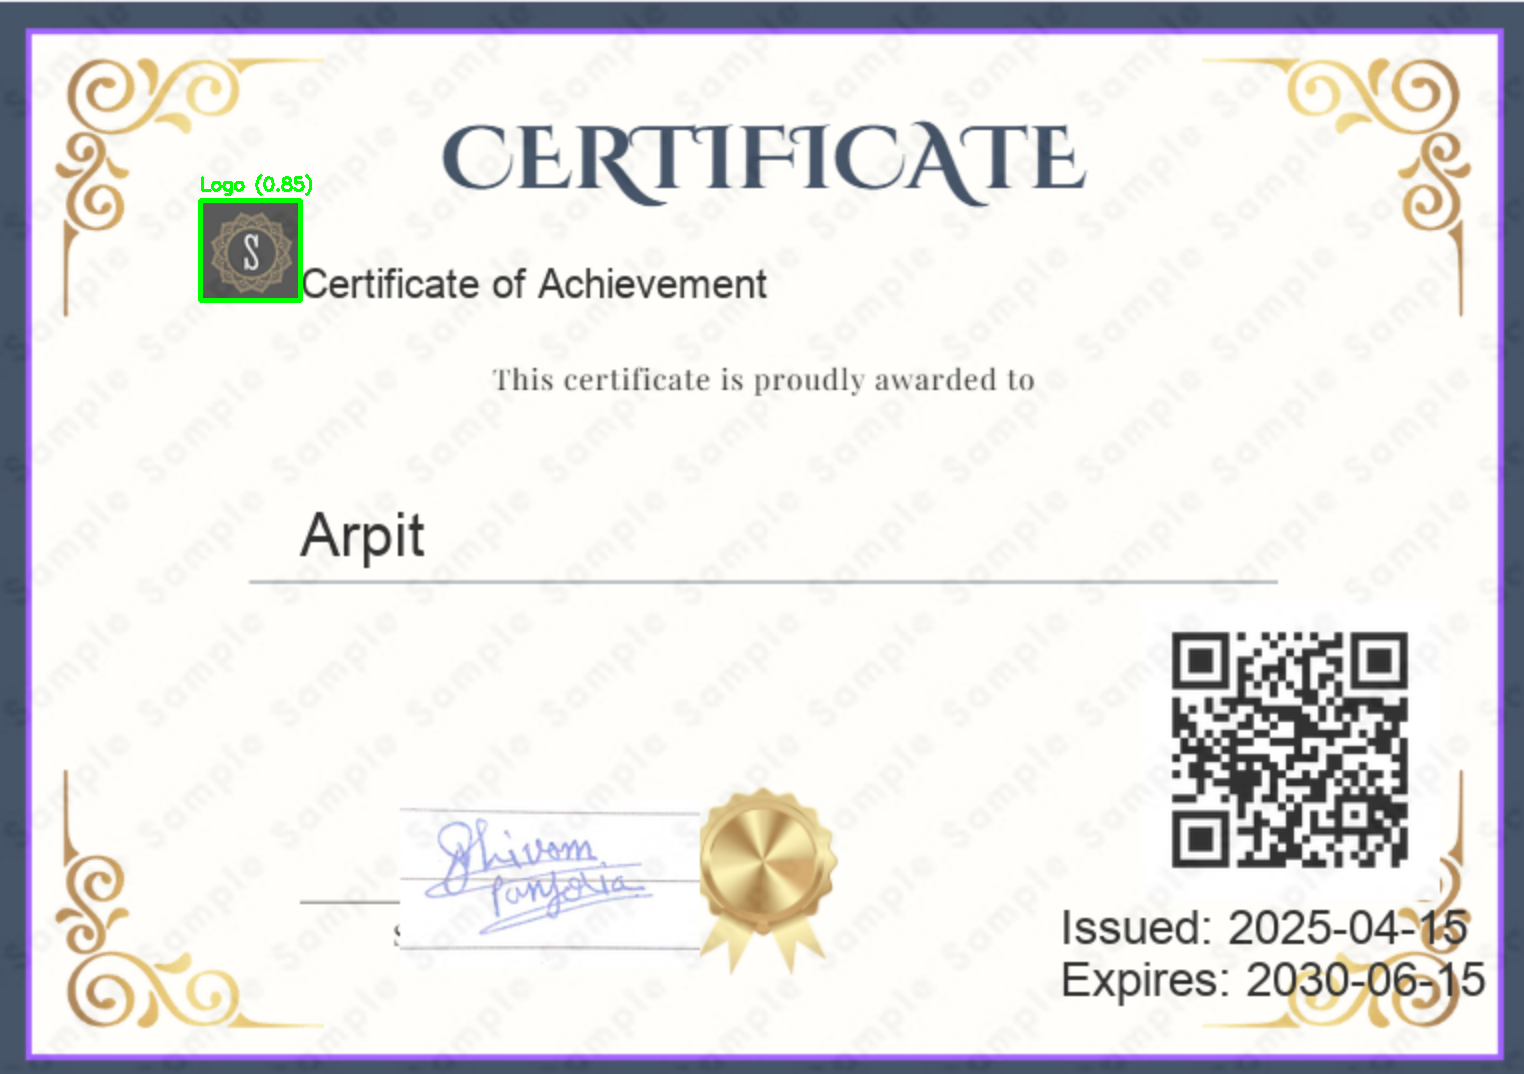 CERTIFICATE
Logo (0.85)
S
Certificate of Achievement
This certificate is proudly awarded to
Arpit
Shivam
Issued: 2025-04-15
Expires: 2030-06-15
Sample